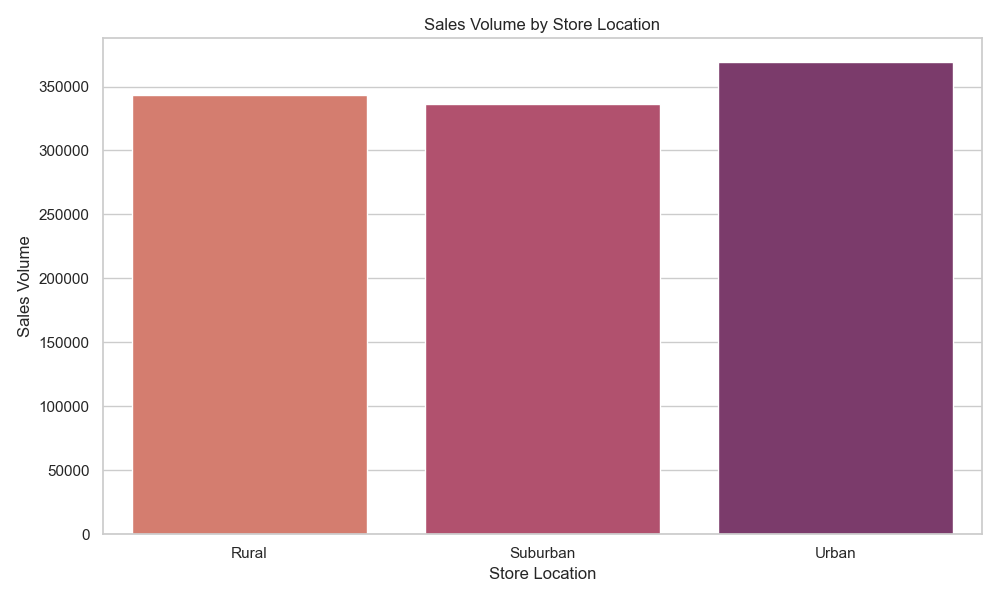 Sales Volume by Store Location
Sales Volume
350000
300000
250000
200000
150000
100000
50000
0
Rural
Suburban
Urban
Store Location